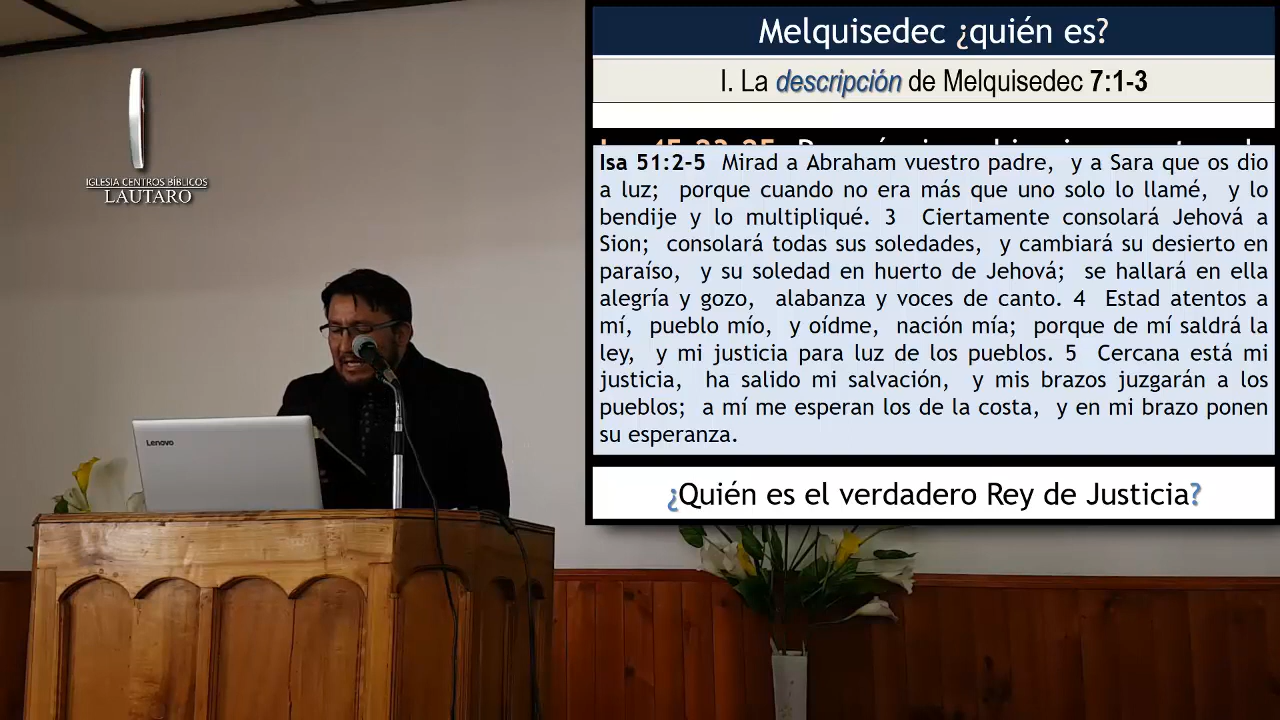 Melquisedec ¿quién es?
I. La descripción de Melquisedec 7:1-3
Isa 51:2-5 Mirad a Abraham vuestro padre, y a Sara que os dio
a luz; porque cuando no era más que uno solo lo llamé, y lo
bendije y lo multipliqué. 3 Ciertamente consolará Jehová a
Sion; consolará todas sus soledades, y cambiará su desierto en
paraíso, y su soledad en huerto de Jehová; se hallará en ella
alegría y gozo, alabanza y voces de canto. 4 Estad atentos a
mí, pueblo mío, y oídme, nación mía; porque de mí saldrá la
ley, y mi justicia para luz de los pueblos. 5 Cercana está mi
justicia, ha salido mi salvación, y mis brazos juzgarán a los
pueblos; a mí me esperan los de la costa, y en mi brazo ponen
su esperanza.
¿Quién es el verdadero Rey de Justicia?
IGLESIA CENTROS BÍBLICOS
LAUTARO
Lenovo